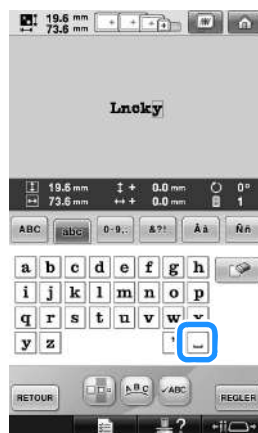 19.6 mm
73.6 mm
Lncky
19.6 mm 0.0 mm 0°
73.6 mm 0.0 mm 1
ABC abc 0-9,: &?! Åä Ññ
a b c d e f g h
i j k l m n o p
q r s t u v w x
y z '
RETOUR ABC ✓ABC REGLER
?